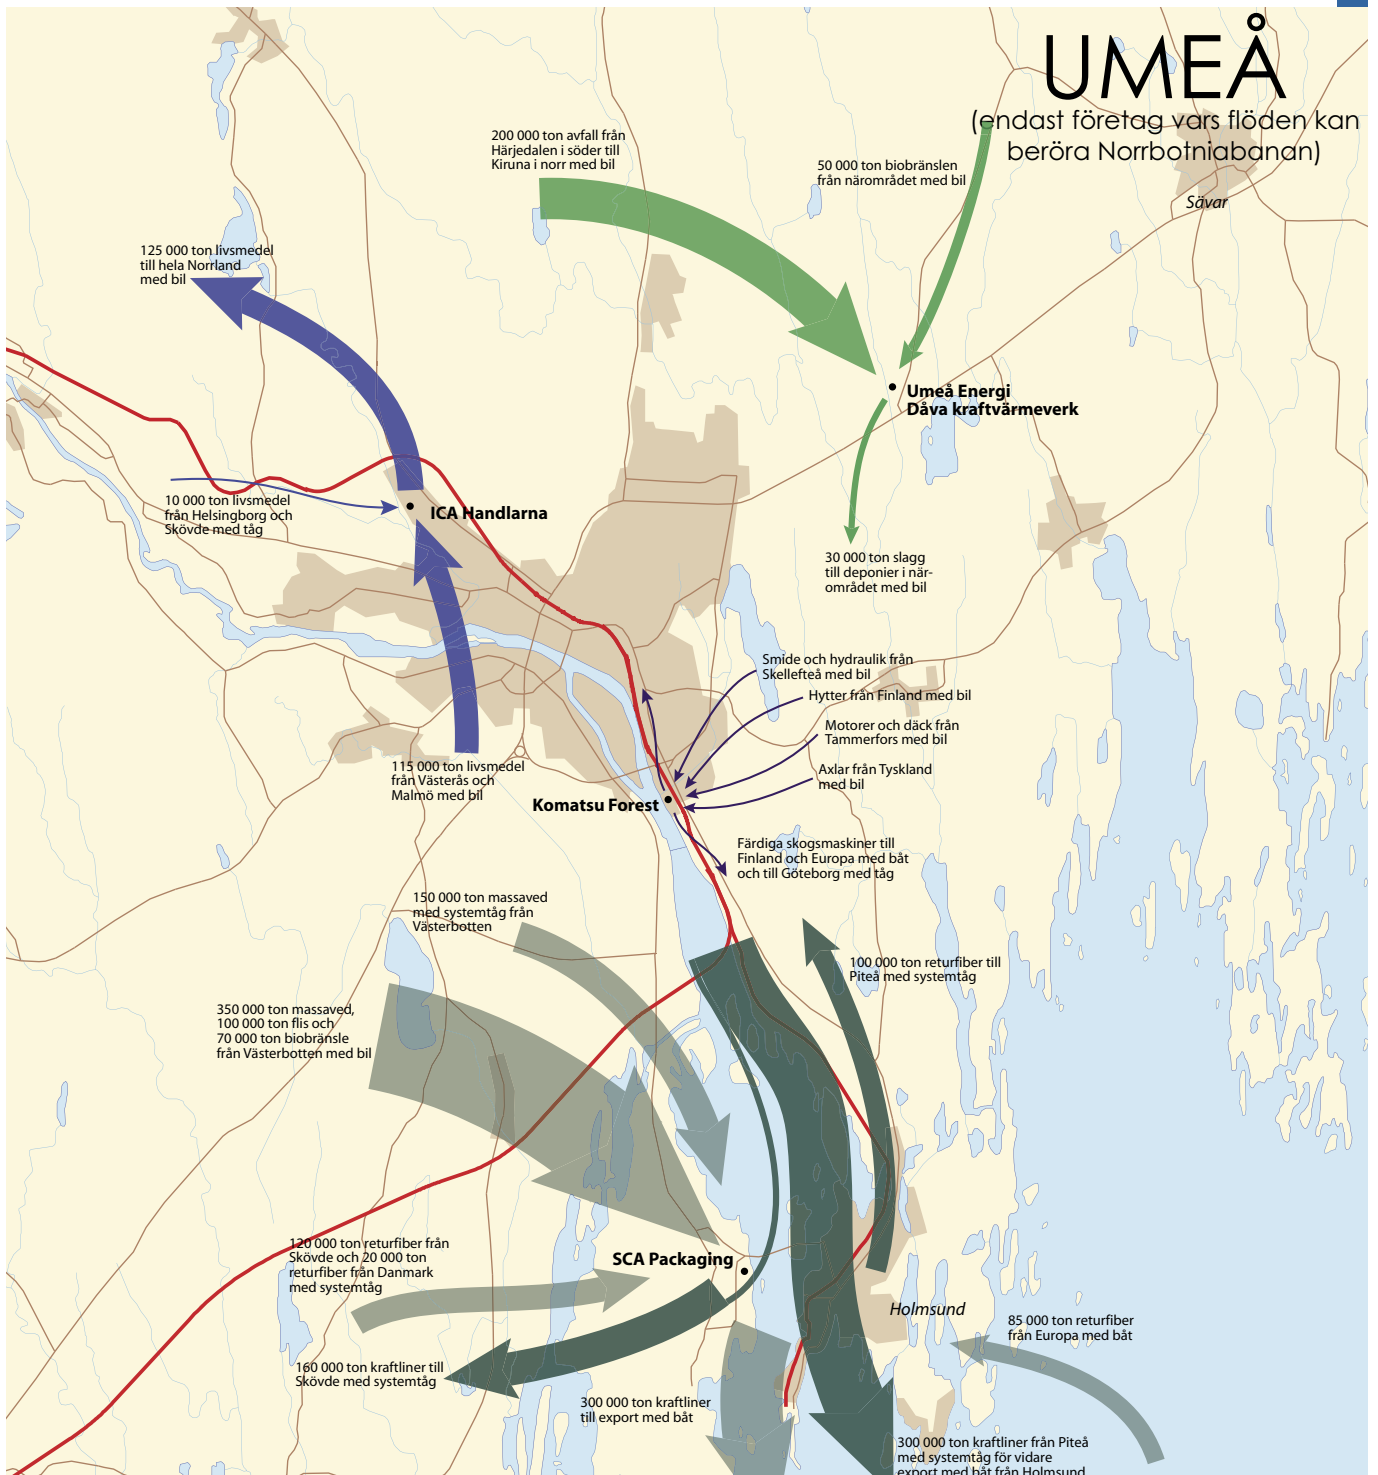 UMEÅ
(endast företag vars flöden kan
beröra Norrbotniabanan)
200 000 ton avfall från
Härjedalen i söder till
Kiruna i norr med bil
50 000 ton biobränslen
från närområdet med bil
Sävar
125 000 ton livsmedel
till hela Norrland
med bil
Umeå Energi
Dåva kraftvärmeverk
10 000 ton livsmedel
från Helsingborg och
Skövde med tåg
ICA Handlarna
30 000 ton slagg
till deponier i när-
området med bil
Smide och hydraulik från
Skellefteå med bil
Hytter från Finland med bil
Motorer och däck från
Tammerfors med bil
Axlar från Tyskland
med bil
115 000 ton livsmedel
från Västerås och
Malmö med bil
Komatsu Forest
Färdiga skogsmaskiner till
Finland och Europa med båt
och till Göteborg med tåg
150 000 ton massaved
med systemtåg från
Västerbotten
100 000 ton returfiber till
Piteå med systemtåg
350 000 ton massaved,
100 000 ton flis och
70 000 ton biobränsle
från Västerbotten med bil
120 000 ton returfiber från
Skövde och 20 000 ton
returfiber från Danmark
med systemtåg
SCA Packaging
Holmsund
85 000 ton returfiber
från Europa med båt
160 000 ton kraftliner till
Skövde med systemtåg
300 000 ton kraftliner
till export med båt
300 000 ton kraftliner från Piteå
med systemtåg för vidare
export med båt från Holmsund